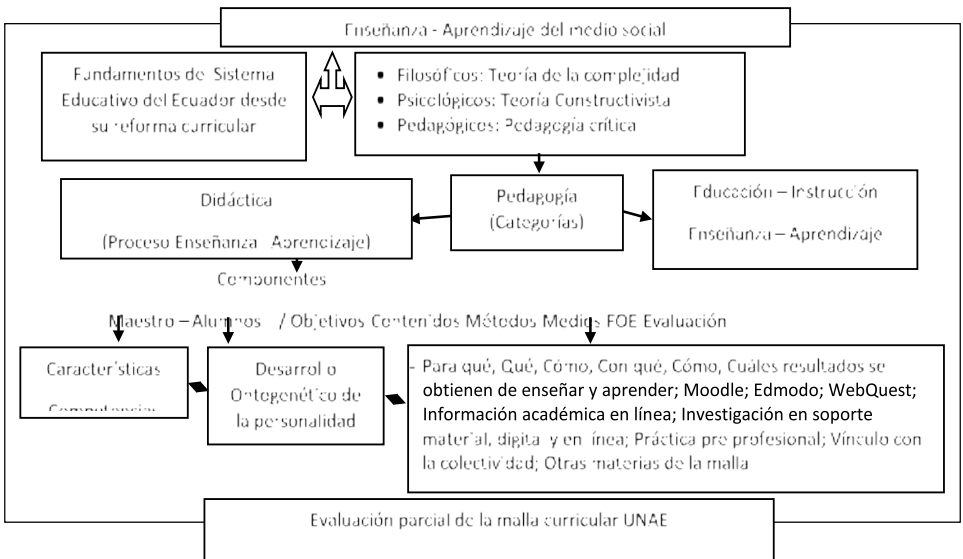 Enseñanza - Aprendizaje del medio social
Fundamentos de Sistema
Educativo del Ecuador desde
su reforma curricular
• Filosóficos: Teoría de la complejidad
• Psicológicos: Teoría Constructivista
• Pedagógicos: Pedagogía crítica
Didáctica
(Proceso Enseñanza Aprendizaje)
Pedagogía
(Categorías)
Educación – Instrucción
Enseñanza – Aprendizaje
Componentes
Maestro – Alumnos / Objetivos Contenidos Métodos Medios FOE Evaluación
Características
Competencias
Desarrollo
Ontogenético de
la personalidad
- Para qué, Qué, Cómo, Con qué, Cómo, Cuáles resultados se
obtienen de enseñar y aprender; Moodle; Edmodo; WebQuest;
Información académica en línea; Investigación en soporte
material, digital y en línea; Práctica pre profesional; Vínculo con
la colectividad; Otras materias de la malla
Evaluación parcial de la malla curricular UNAE